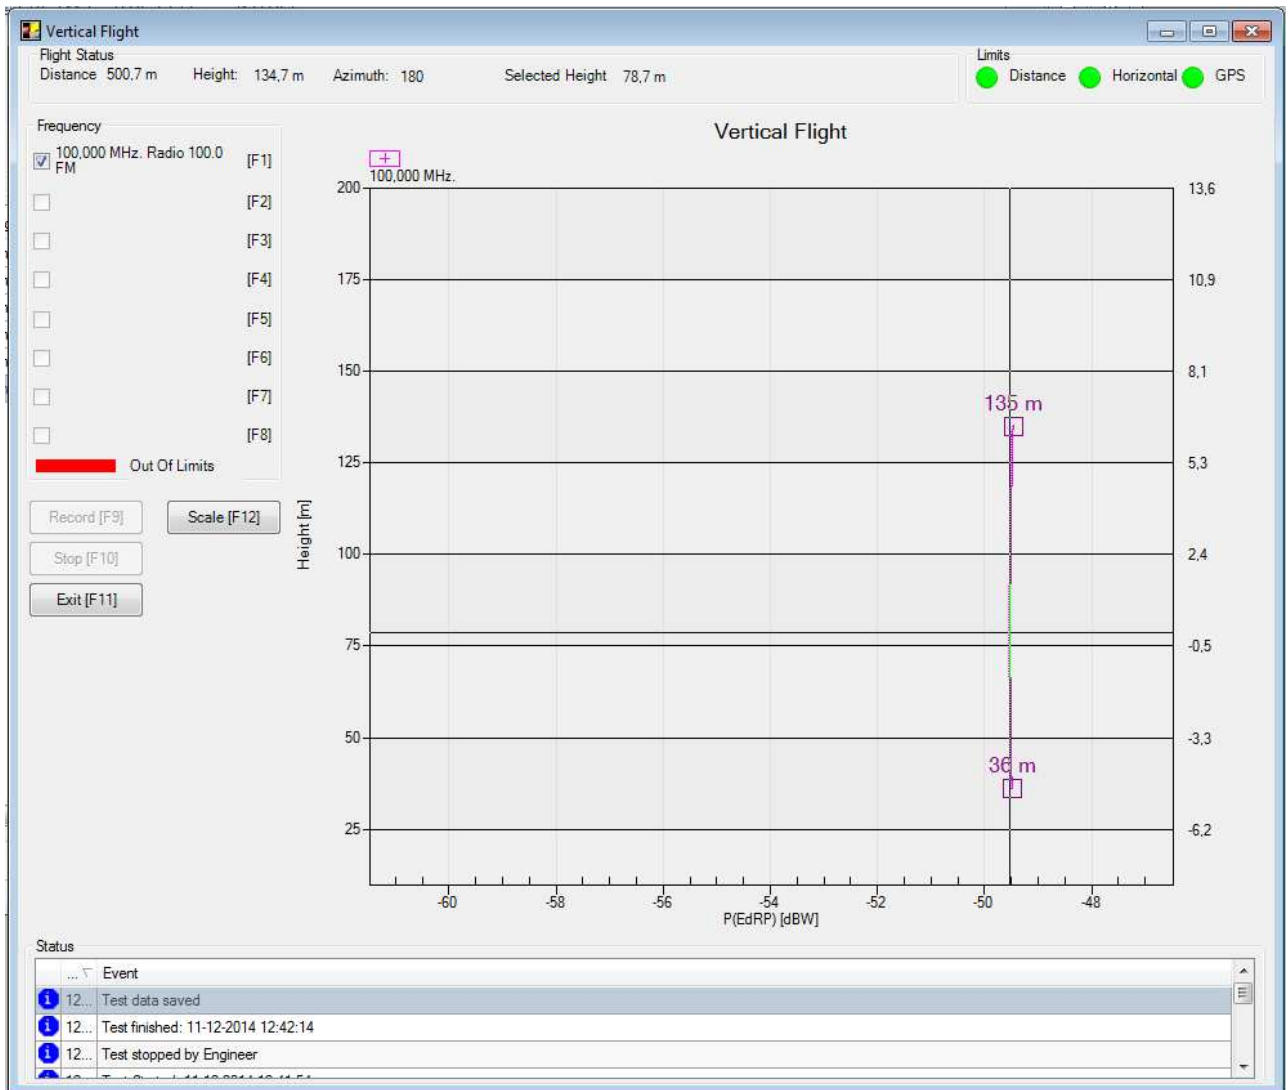 Vertical Flight
Flight Status
Distance 500,7 m Height: 134,7 m Azimuth: 180 Selected Height 78,7 m
Limits
Distance Horizontal GPS
Frequency
100,000 MHz. Radio 100.0 FM [F1]
[F2]
[F3]
[F4]
[F5]
[F6]
[F7]
[F8]
Out Of Limits
Record [F9] Scale [F12]
Stop [F10]
Exit [F11]
Vertical Flight
100,000 MHz.
200 13,6
175 10,9
150 8,1
135 m
125 5,3
Height [m]
100 2,4
75 -0,5
50 -3,3
36 m
25 -6,2
-60 -58 -56 -54 -52 -50 -48
P(EdRP) [dBW]
Status
... Event
12... Test data saved
12... Test finished: 11-12-2014 12:42:14
12... Test stopped by Engineer